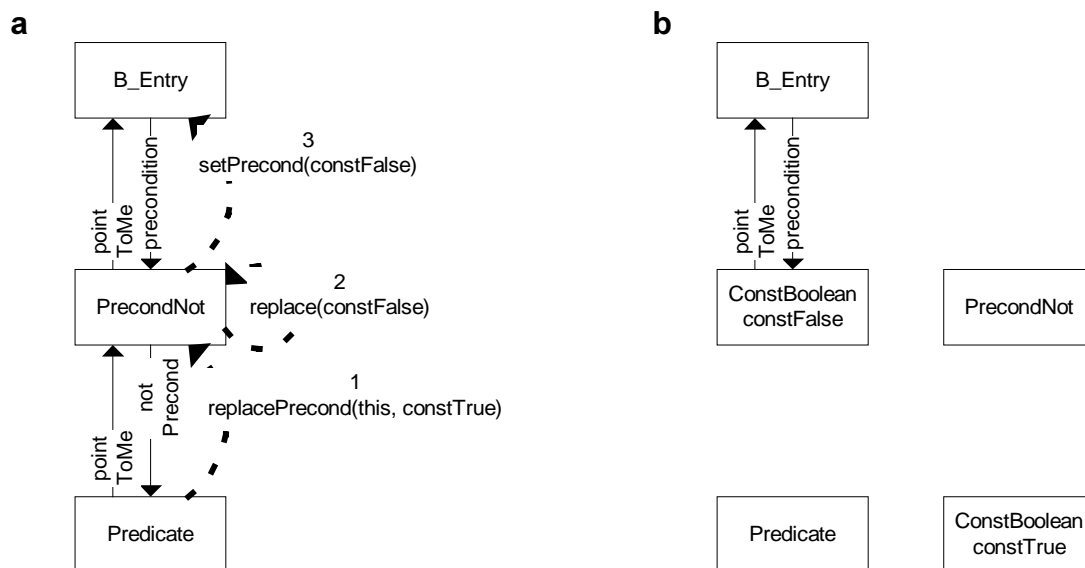 a
B_Entry
3
setPrecond(constFalse)
point
ToMe
precondition
PrecondNot
2
replace(constFalse)
1
replacePrecond(this, constTrue)
point
ToMe
not
Precond
Predicate
b
B_Entry
point
ToMe
precondition
ConstBoolean
constFalse
PrecondNot
Predicate
ConstBoolean
constTrue